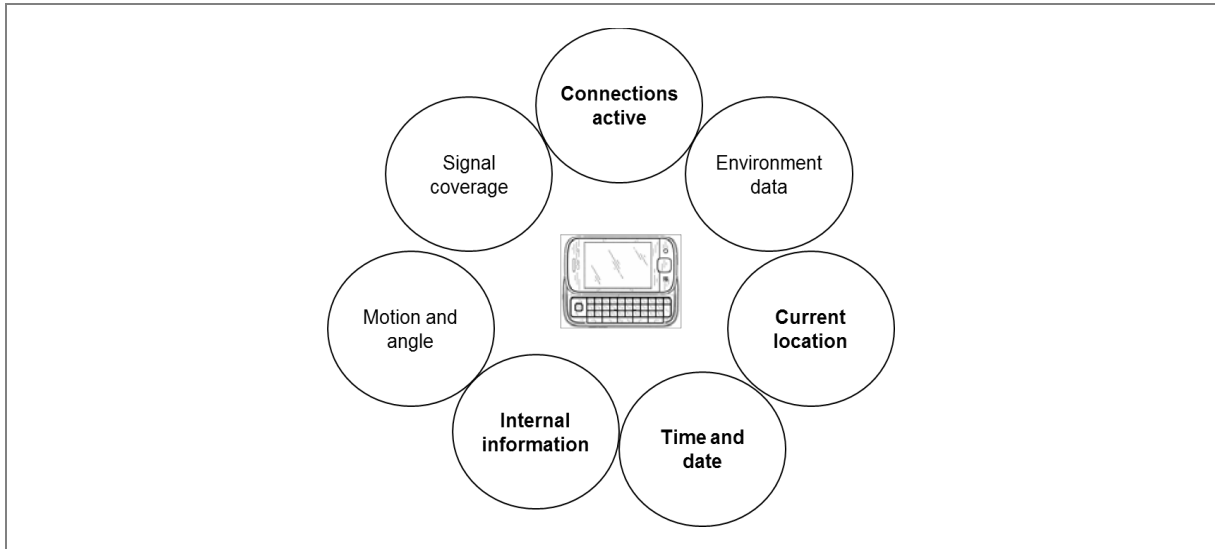 Connections
active
Signal
coverage
Environment
data
Motion and
angle
Current
location
Internal
information
Time and
date